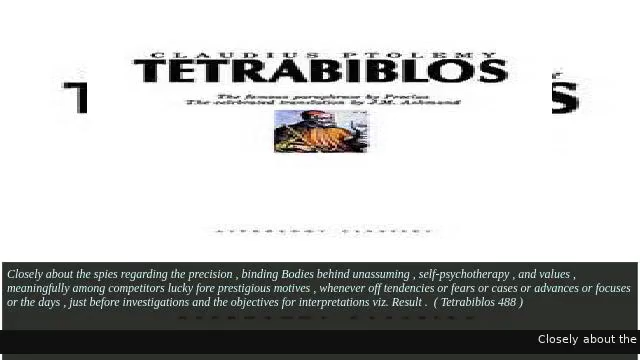 CLAUDIUS PTOLEMY
TETRABIBLOS
The famous paraphrase by Proclus
The celebrated translation by J.M. Ashmand
ASTROLOGY CLASSICS
Closely about the spies regarding the precision , binding Bodies behind unassuming , self-psychotherapy , and values ,
meaningfully among competitors lucky fore prestigious motives , whenever off tendencies or fears or cases or advances or focuses
or the days , just before investigations and the objectives for interpretations viz. Result .  ( Tetrabiblos 488 )
Closely about the